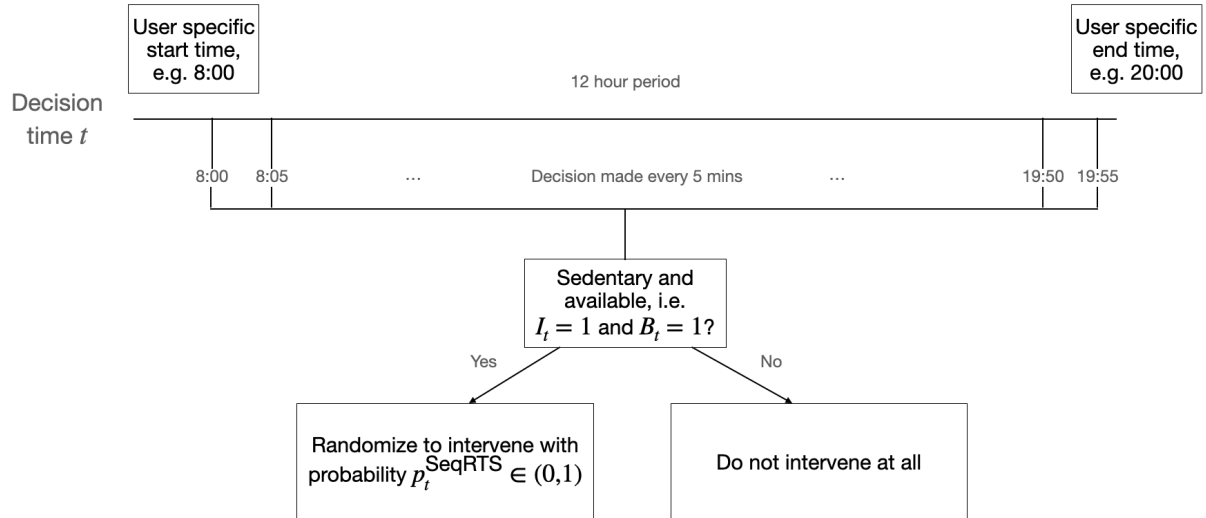 User specific
start time,
e.g. 8:00
User specific
end time,
e.g. 20:00
12 hour period
Decision
time t
8:00
8:05
...
Decision made every 5 mins
...
19:50
19:55
Sedentary and
available, i.e.
I_t = 1 and B_t = 1?
Yes
No
Randomize to intervene with
probability p_t^SeqRTS ∈ (0,1)
Do not intervene at all